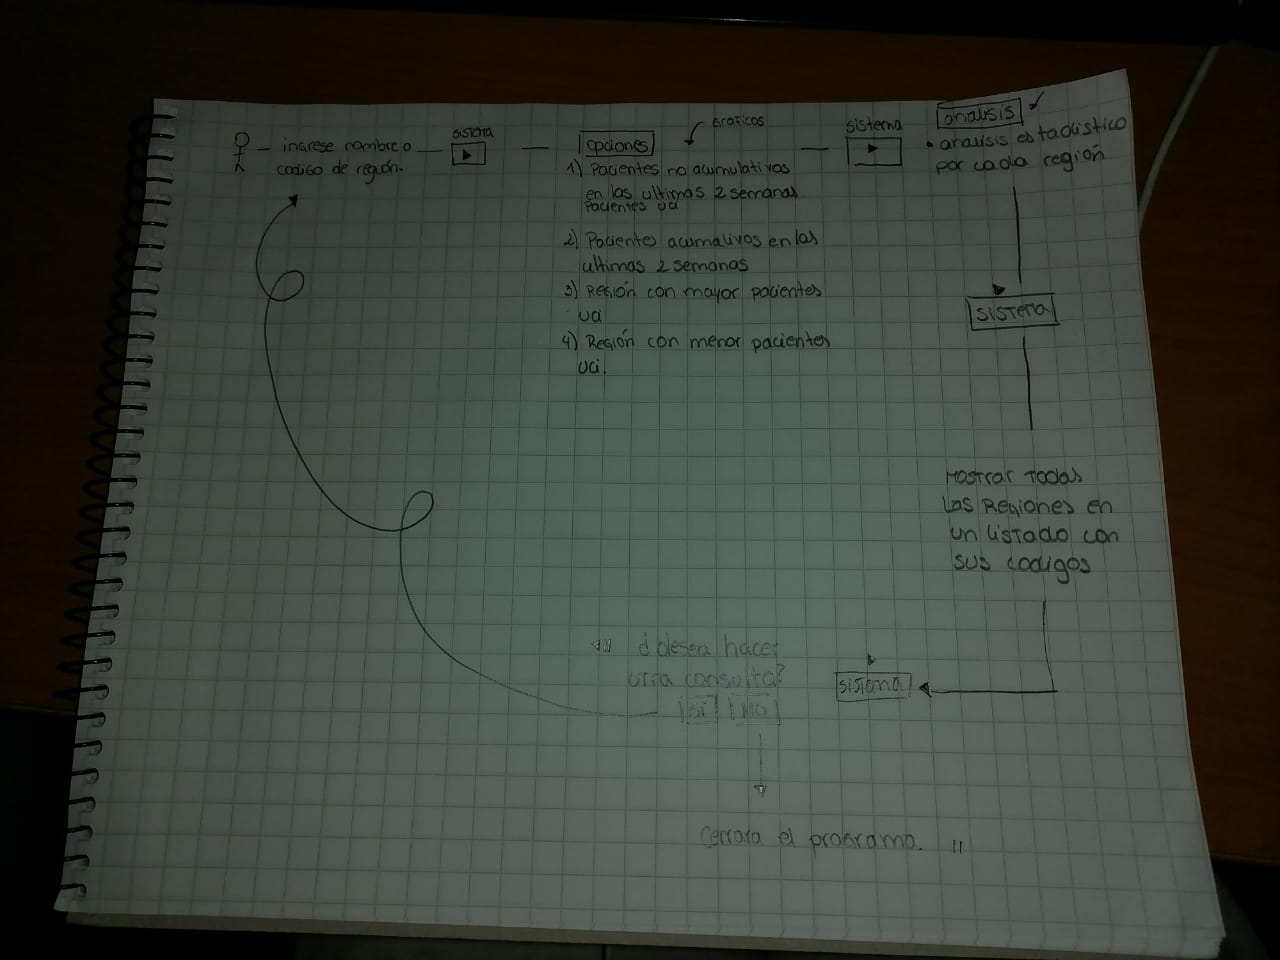 ingrese nombre o
codigo de región.
sistema
opciones
Graficos
1) Pacientes no acumulativos
en las ultimas 2 semanas
Pacientes uci
2) Pacientes acumalivos en las
ultimas 2 semanas
3) Región con mayor pacientes
uci
4) Región con menor pacientes
uci.
sistema
analisis
• analisis estadistico
por cada región
sistema
Mostrar todas
Las Regiones en
un Listado con
sus codigos
sistema
¿desea hacer
otra consulta?
si no
cerrara el programa.